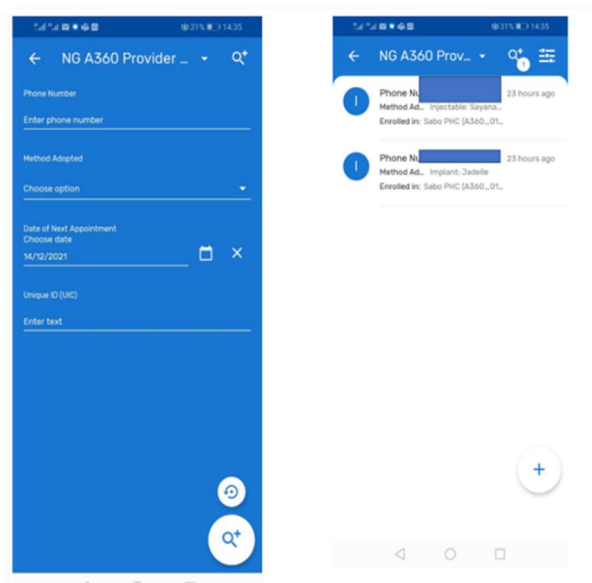 31% 14:35
NG A360 Provider ...
Phone Number
Enter phone number
Method Adopted
Choose option
Date of Next Appointment
Choose date
14/12/2021
Unique ID (UIC)
Enter text
31% 14:35
NG A360 Prov...
1
I
Phone Nu
23 hours ago
Method Ad... Injectable: Sayana...
Enrolled in: Sabo PHC (A360_01...
I
Phone Nu
23 hours ago
Method Ad... Implant: Jadelle
Enrolled in: Sabo PHC (A360_01...